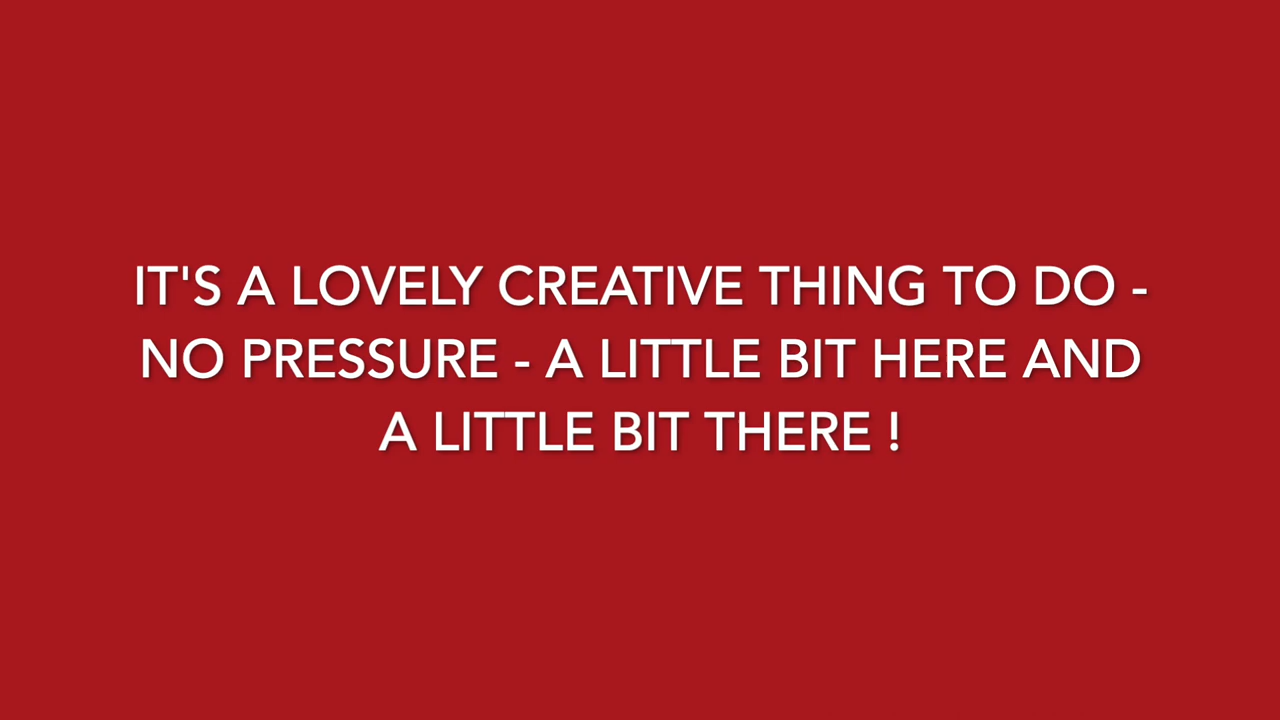 IT'S A LOVELY CREATIVE THING TO DO -
NO PRESSURE - A LITTLE BIT HERE AND
A LITTLE BIT THERE !